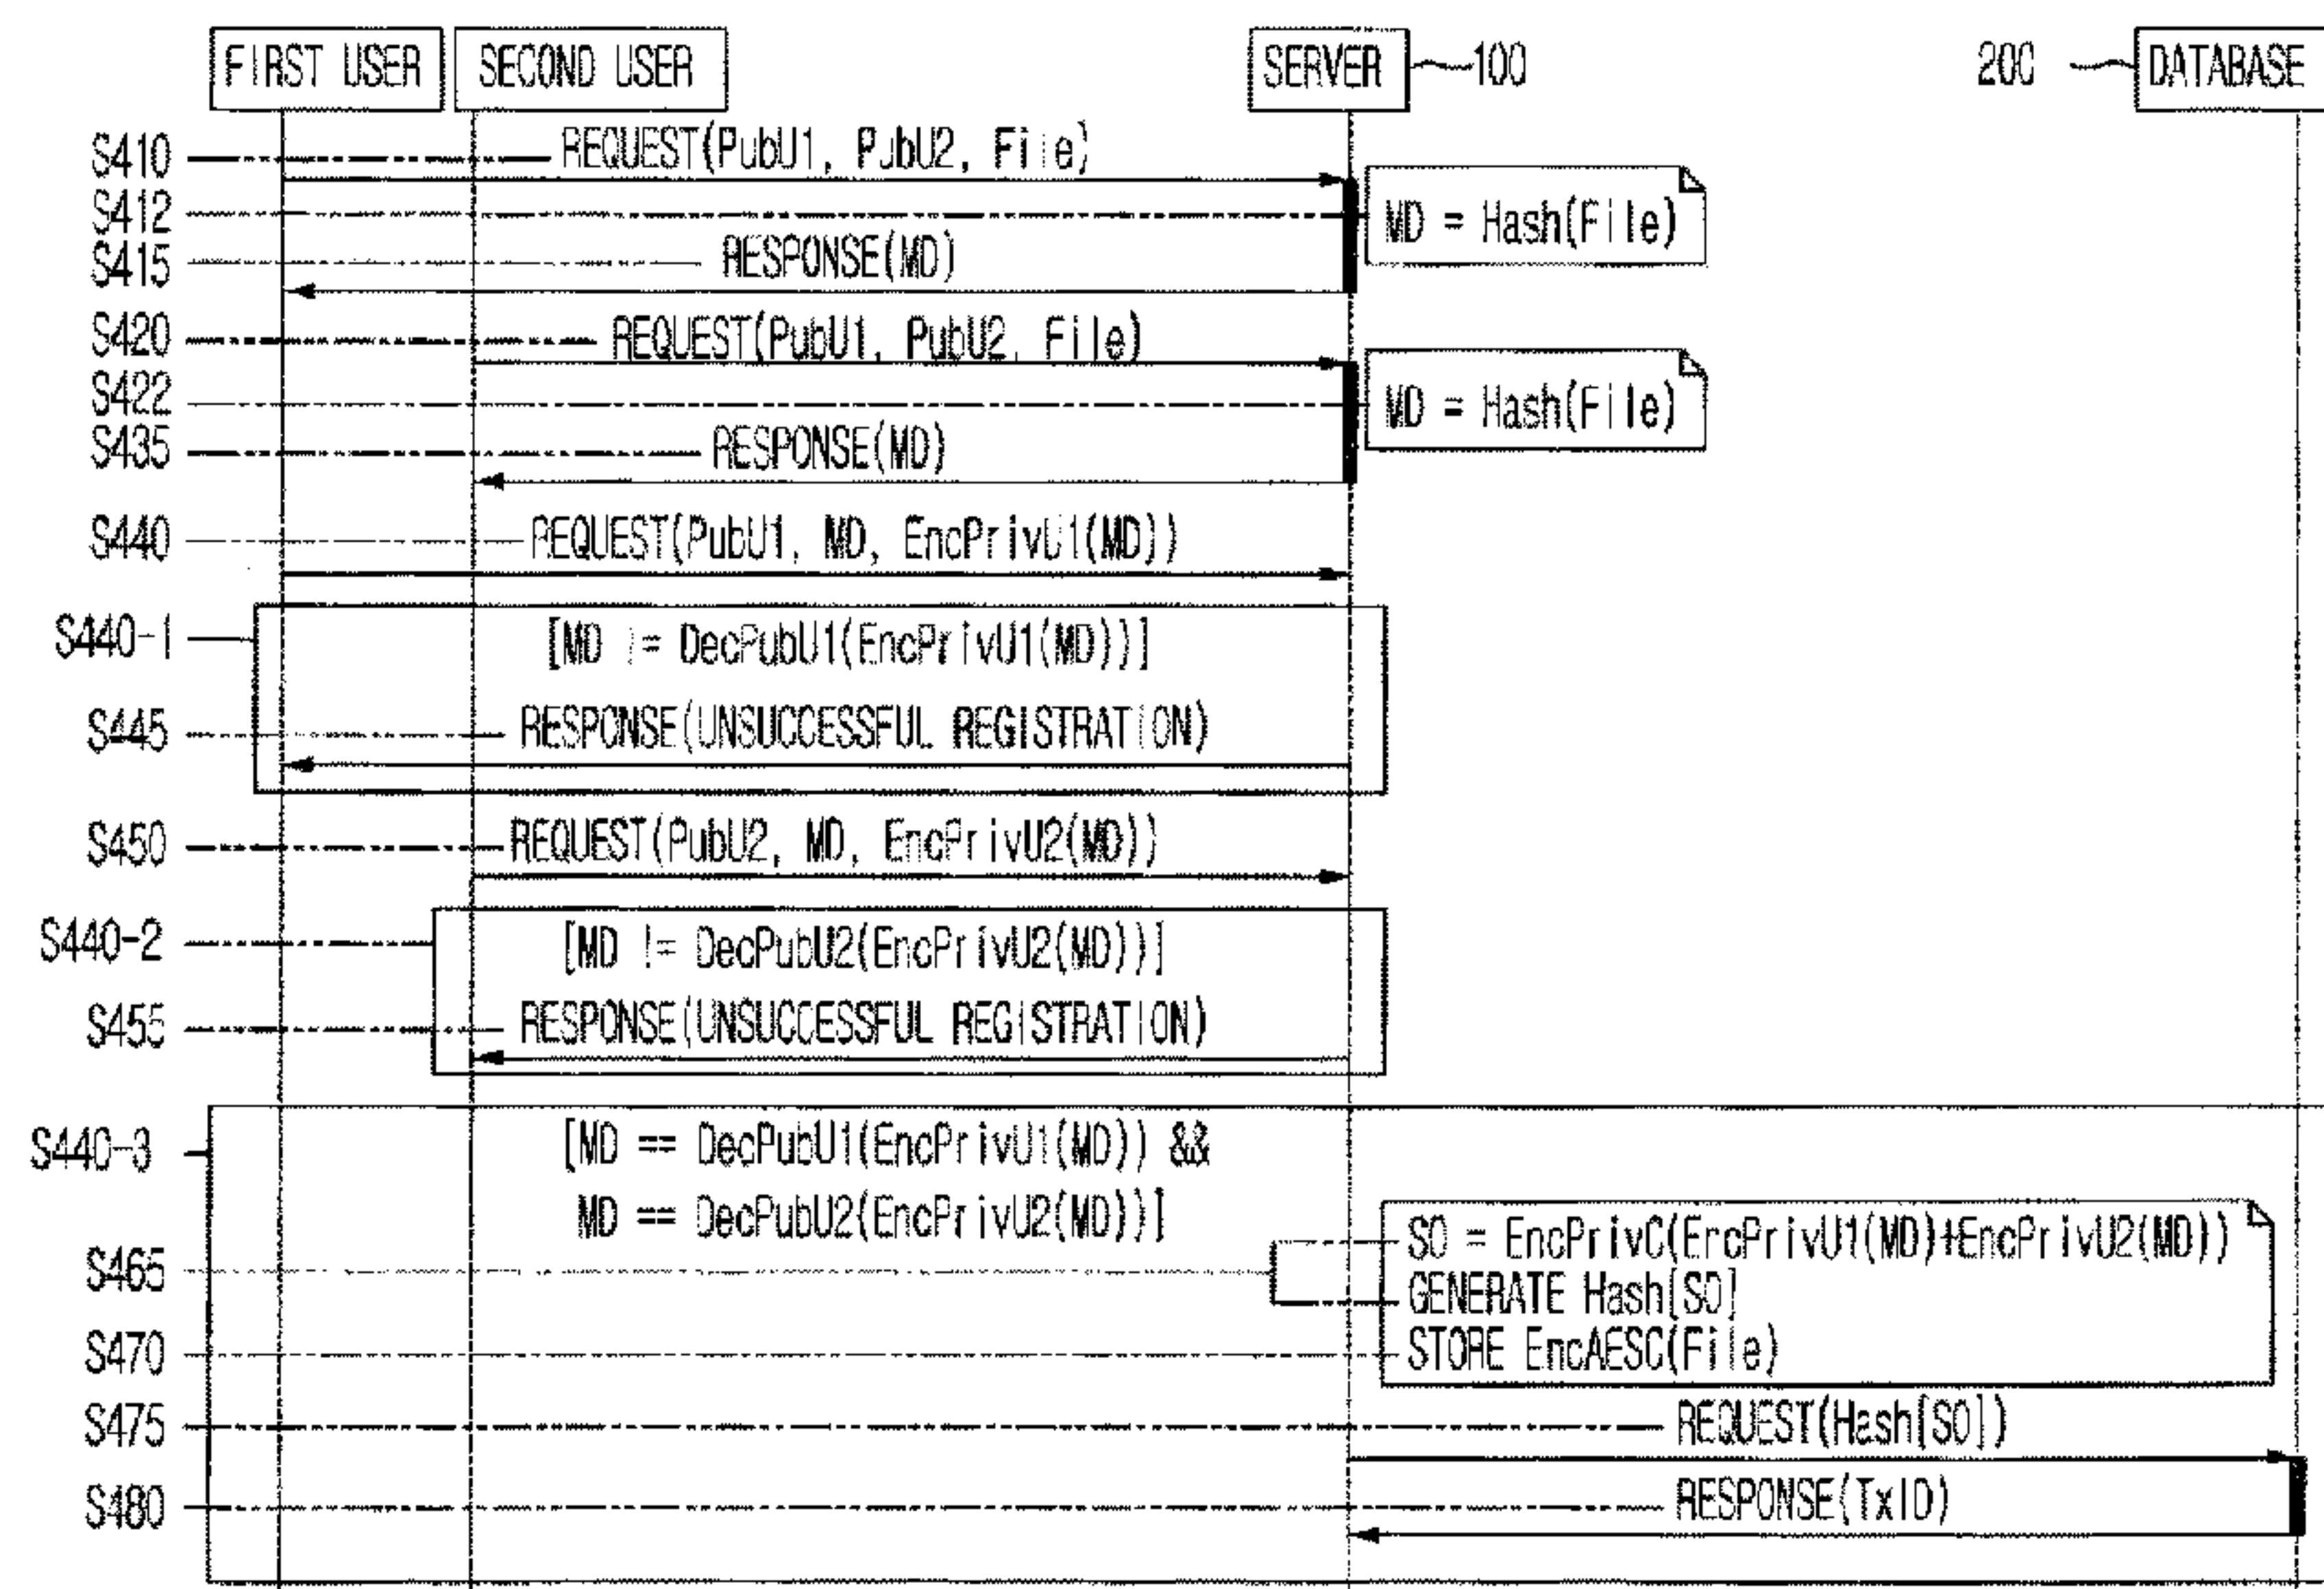 FIRST USER SECOND USER SERVER 100 200 DATABASE
S410 REQUEST(PubU1, PubU2, File)
S412 MD = Hash(File)
S415 RESPONSE(MD)
S420 REQUEST(PubU1, PubU2, File)
S422 MD = Hash(File)
S435 RESPONSE(MD)
S440 REQUEST(PubU1, MD, EncPrivU1(MD))
S440-1 [MD != DecPubU1(EncPrivU1(MD))]
S445 RESPONSE(UNSUCCESSFUL REGISTRATION)
S450 REQUEST(PubU2, MD, EncPrivU2(MD))
S440-2 [MD != DecPubU2(EncPrivU2(MD))]
S455 RESPONSE(UNSUCCESSFUL REGISTRATION)
S440-3 [MD == DecPubU1(EncPrivU1(MD)) &&
MD == DecPubU2(EncPrivU2(MD))]
SO = EncPrivC(EncPrivU1(MD)+EncPrivU2(MD))
S465
GENERATE Hash[SO]
S470 STORE EncAESC(File)
S475 REQUEST(Hash[SO])
S480 RESPONSE(TxID)